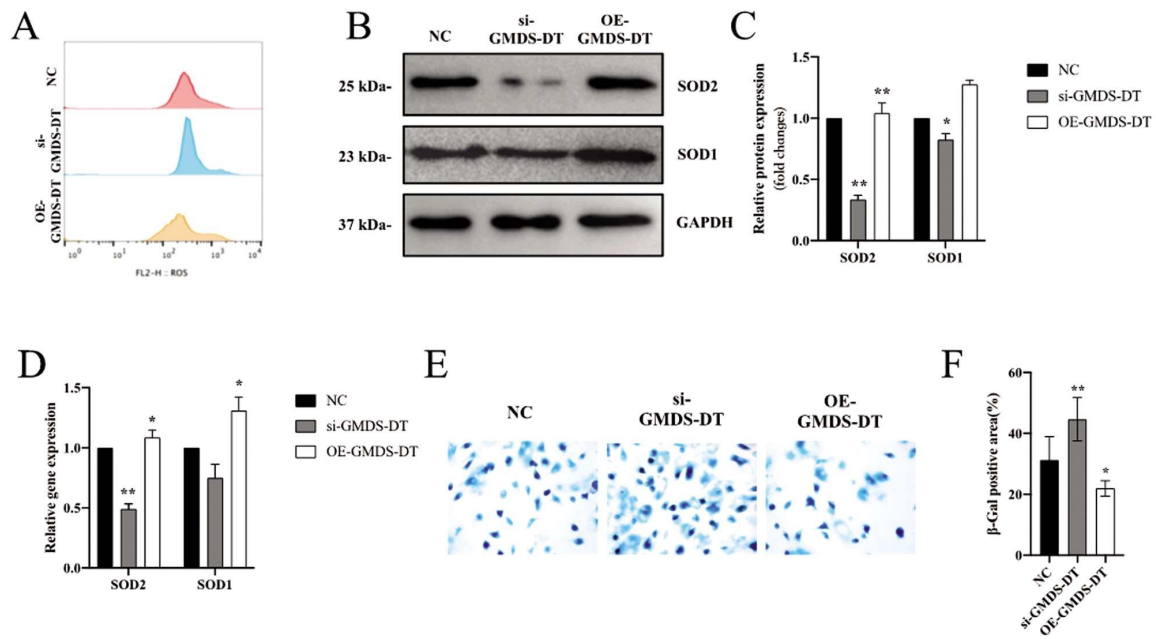 A
NC
si-
GMDS-DT
OE-
GMDS-DT
10^0 10^1 10^2 10^3 10^4
FL2-H :: ROS
B
NC
si-
GMDS-DT
OE-
GMDS-DT
25 kDa-
SOD2
23 kDa-
SOD1
37 kDa-
GAPDH
C
Relative protein expression
(fold changes)
1.5
1.0
0.5
0.0
** ** *
SOD2 SOD1
NC
si-GMDS-DT
OE-GMDS-DT
D
Relative gene expression
1.5
1.0
0.5
0.0
** * *
SOD2 SOD1
NC
si-GMDS-DT
OE-GMDS-DT
E
NC
si-
GMDS-DT
OE-
GMDS-DT
F
β-Gal positive area(%)
60
40
20
0
** *
NC
si-GMDS-DT
OE-GMDS-DT